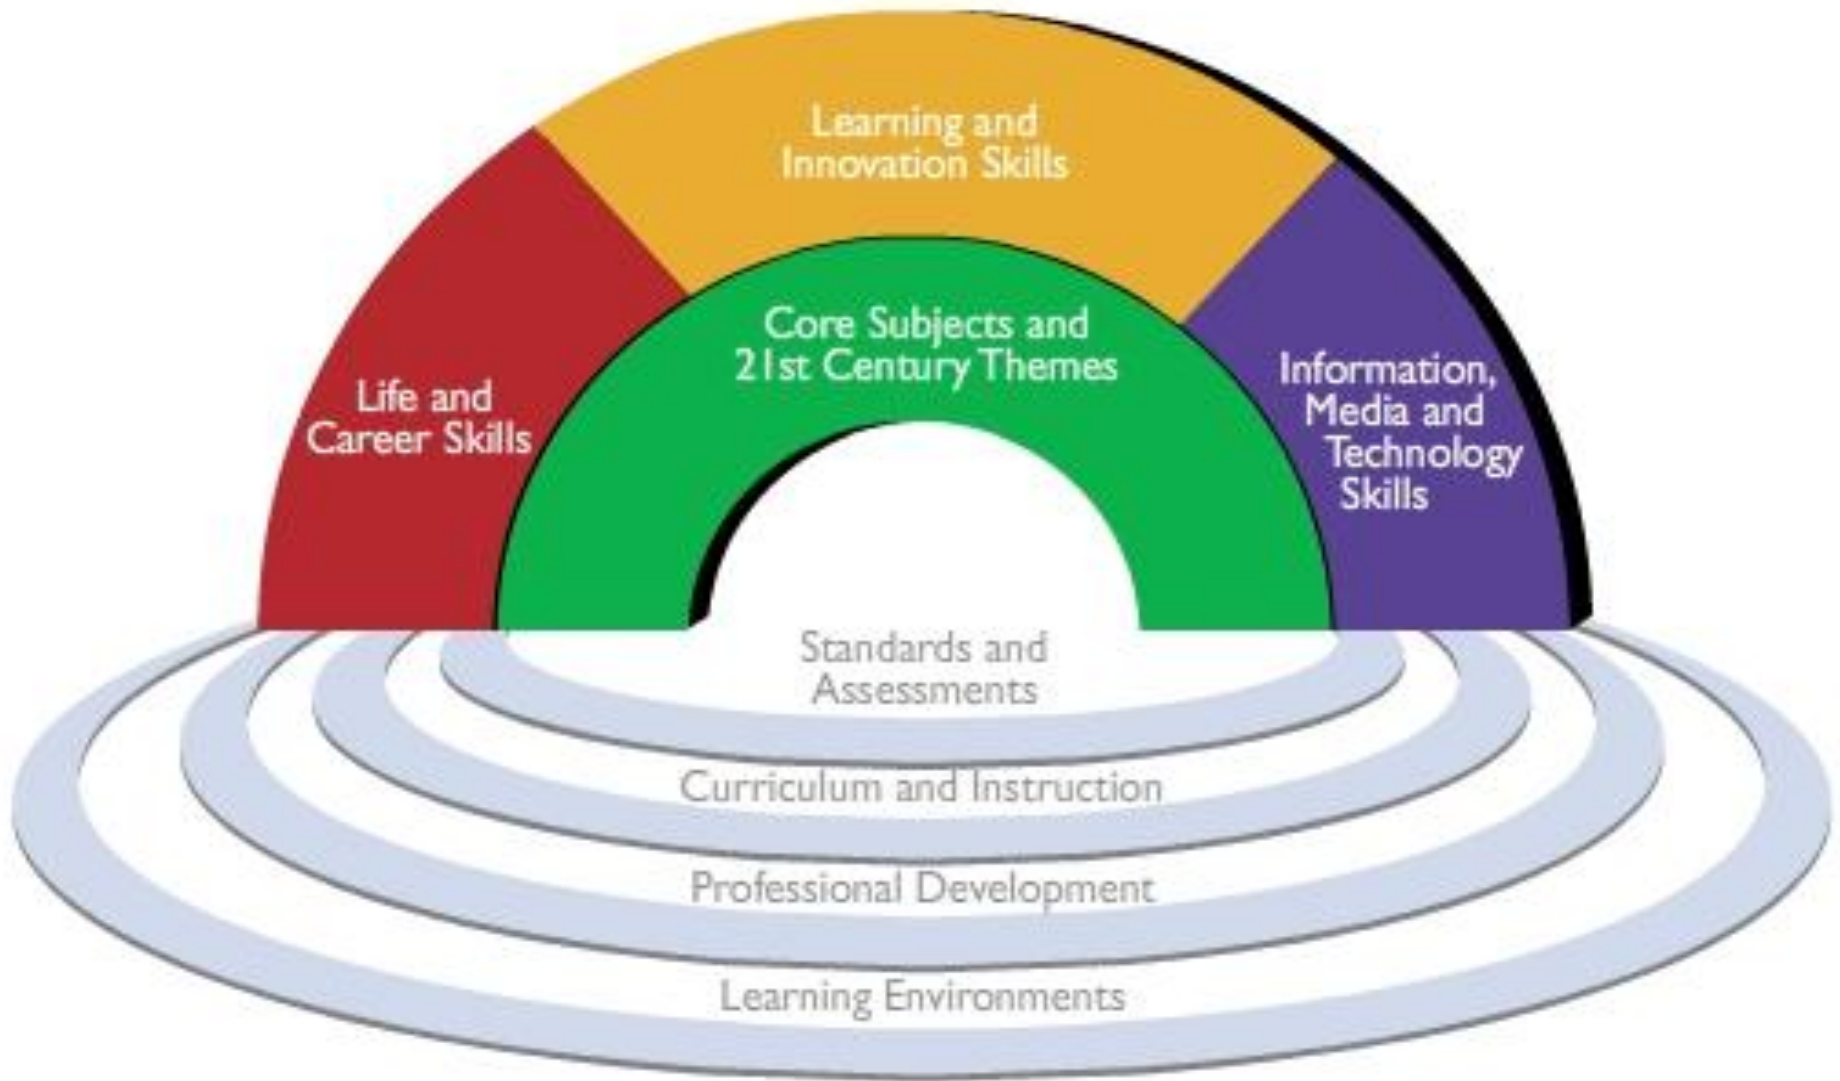 Learning and
Innovation Skills
Core Subjects and
21st Century Themes
Life and
Career Skills
Information,
Media and
Technology
Skills
Standards and
Assessments
Curriculum and Instruction
Professional Development
Learning Environments